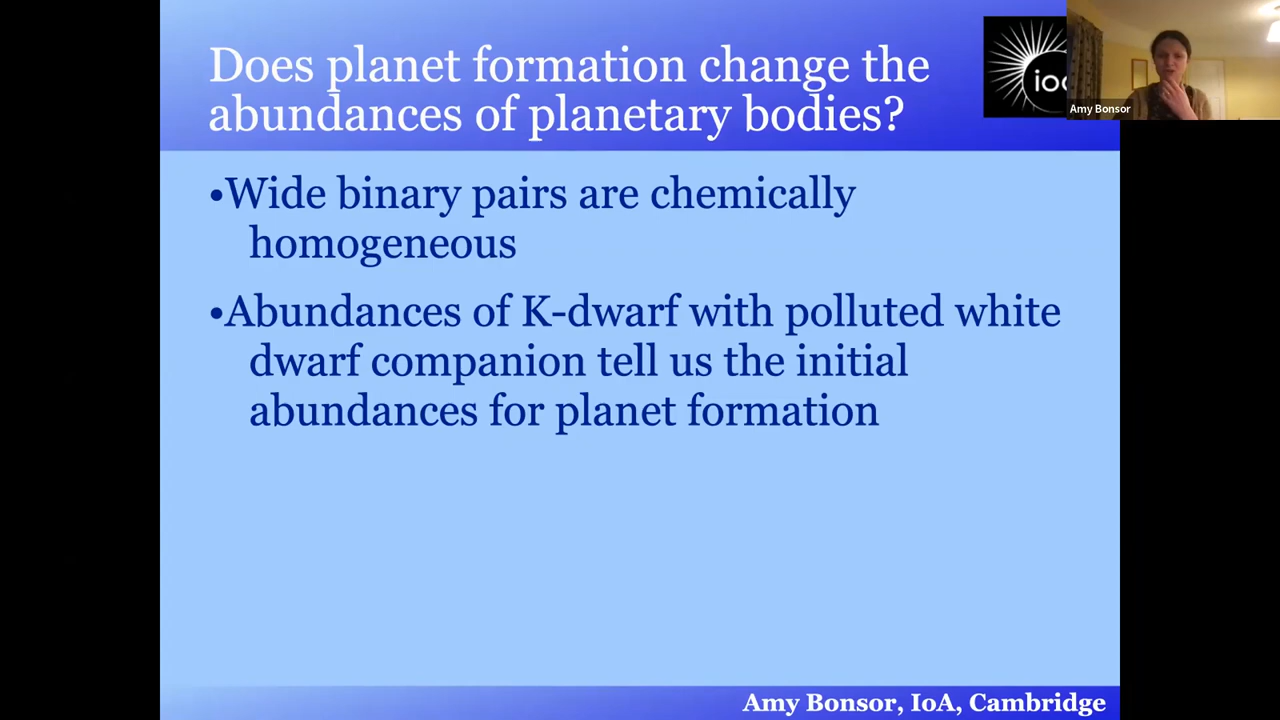 Does planet formation change the
abundances of planetary bodies?
ioa
Amy Bonsor
•Wide binary pairs are chemically
homogeneous
•Abundances of K-dwarf with polluted white
dwarf companion tell us the initial
abundances for planet formation
Amy Bonsor, IoA, Cambridge